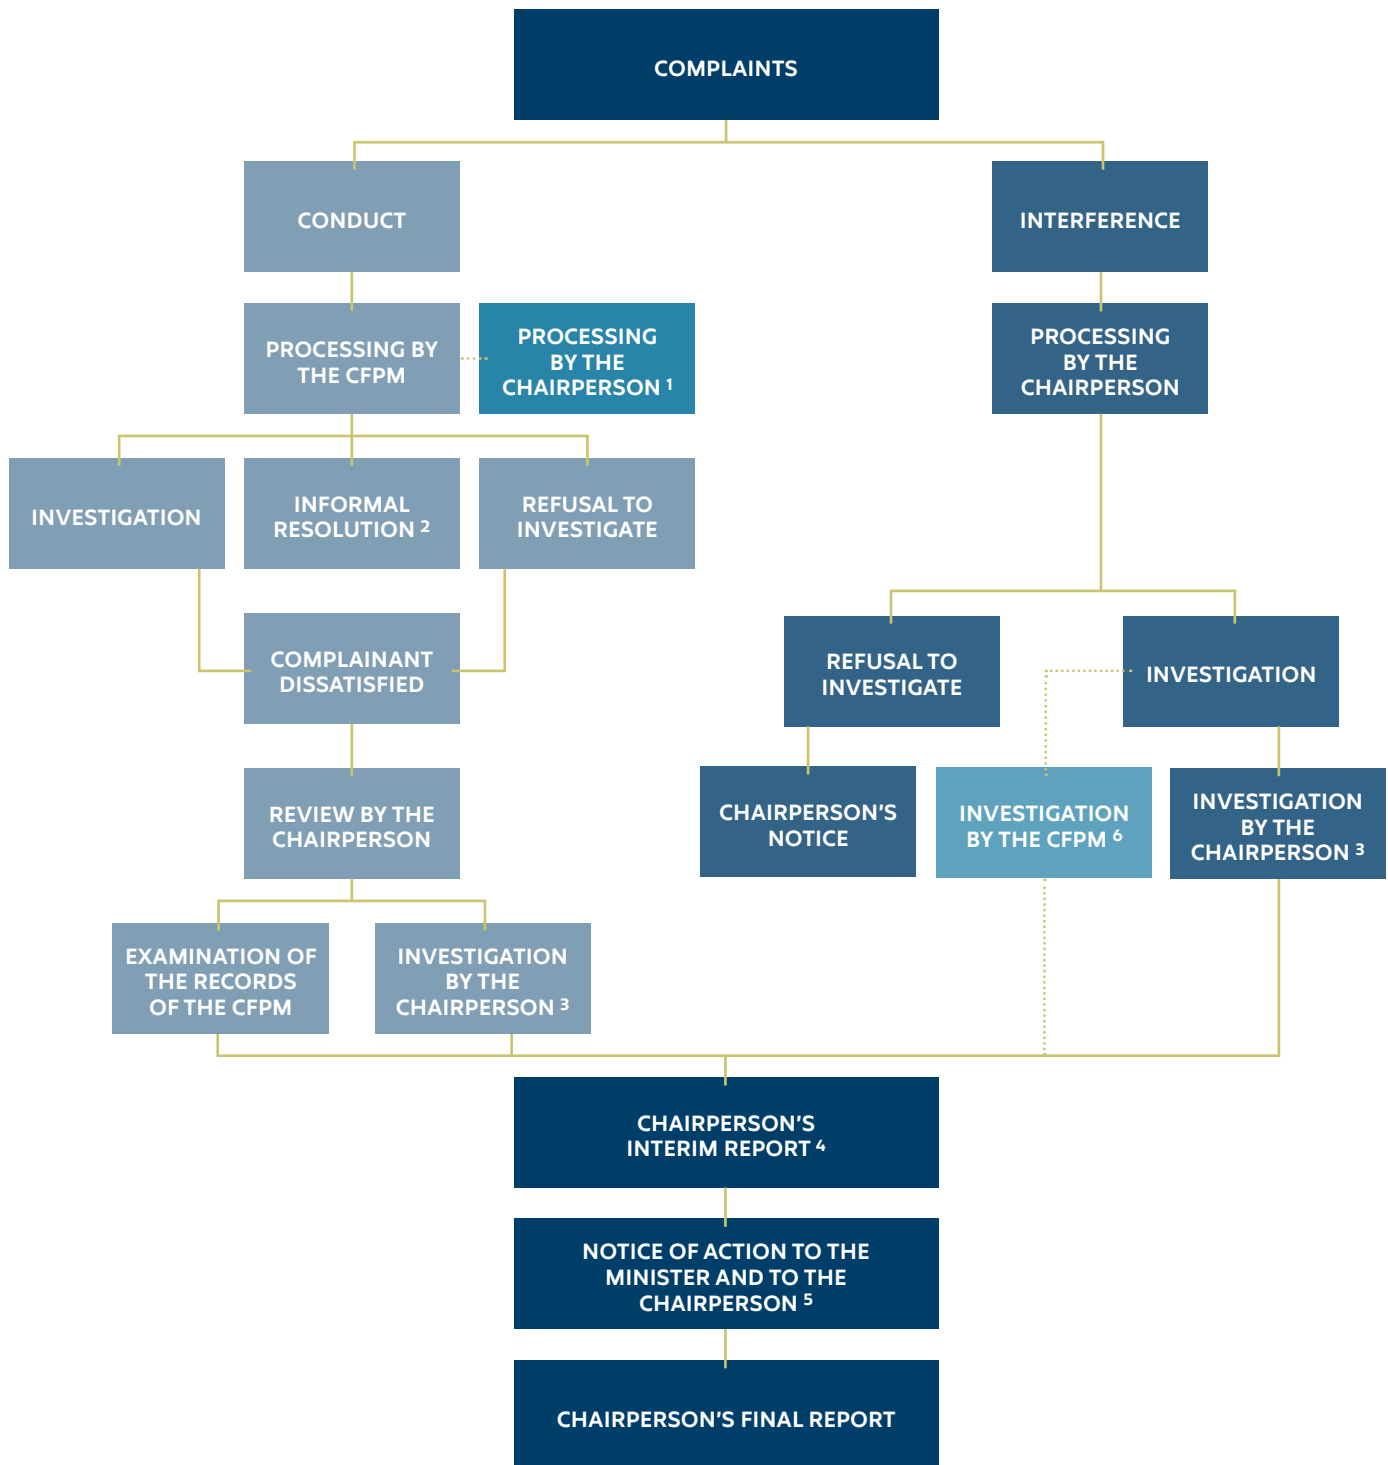 COMPLAINTS
CONDUCT
INTERFERENCE
PROCESSING BY
THE CFPM
PROCESSING
BY THE
CHAIRPERSON 1
PROCESSING
BY THE
CHAIRPERSON
INVESTIGATION
INFORMAL
RESOLUTION 2
REFUSAL TO
INVESTIGATE
COMPLAINANT
DISSATISFIED
REFUSAL TO
INVESTIGATE
INVESTIGATION
REVIEW BY THE
CHAIRPERSON
CHAIRPERSON'S
NOTICE
INVESTIGATION
BY THE CFPM 6
INVESTIGATION
BY THE
CHAIRPERSON 3
EXAMINATION OF
THE RECORDS
OF THE CFPM
INVESTIGATION
BY THE
CHAIRPERSON 3
CHAIRPERSON'S
INTERIM REPORT 4
NOTICE OF ACTION TO THE
MINISTER AND TO THE
CHAIRPERSON 5
CHAIRPERSON'S FINAL REPORT